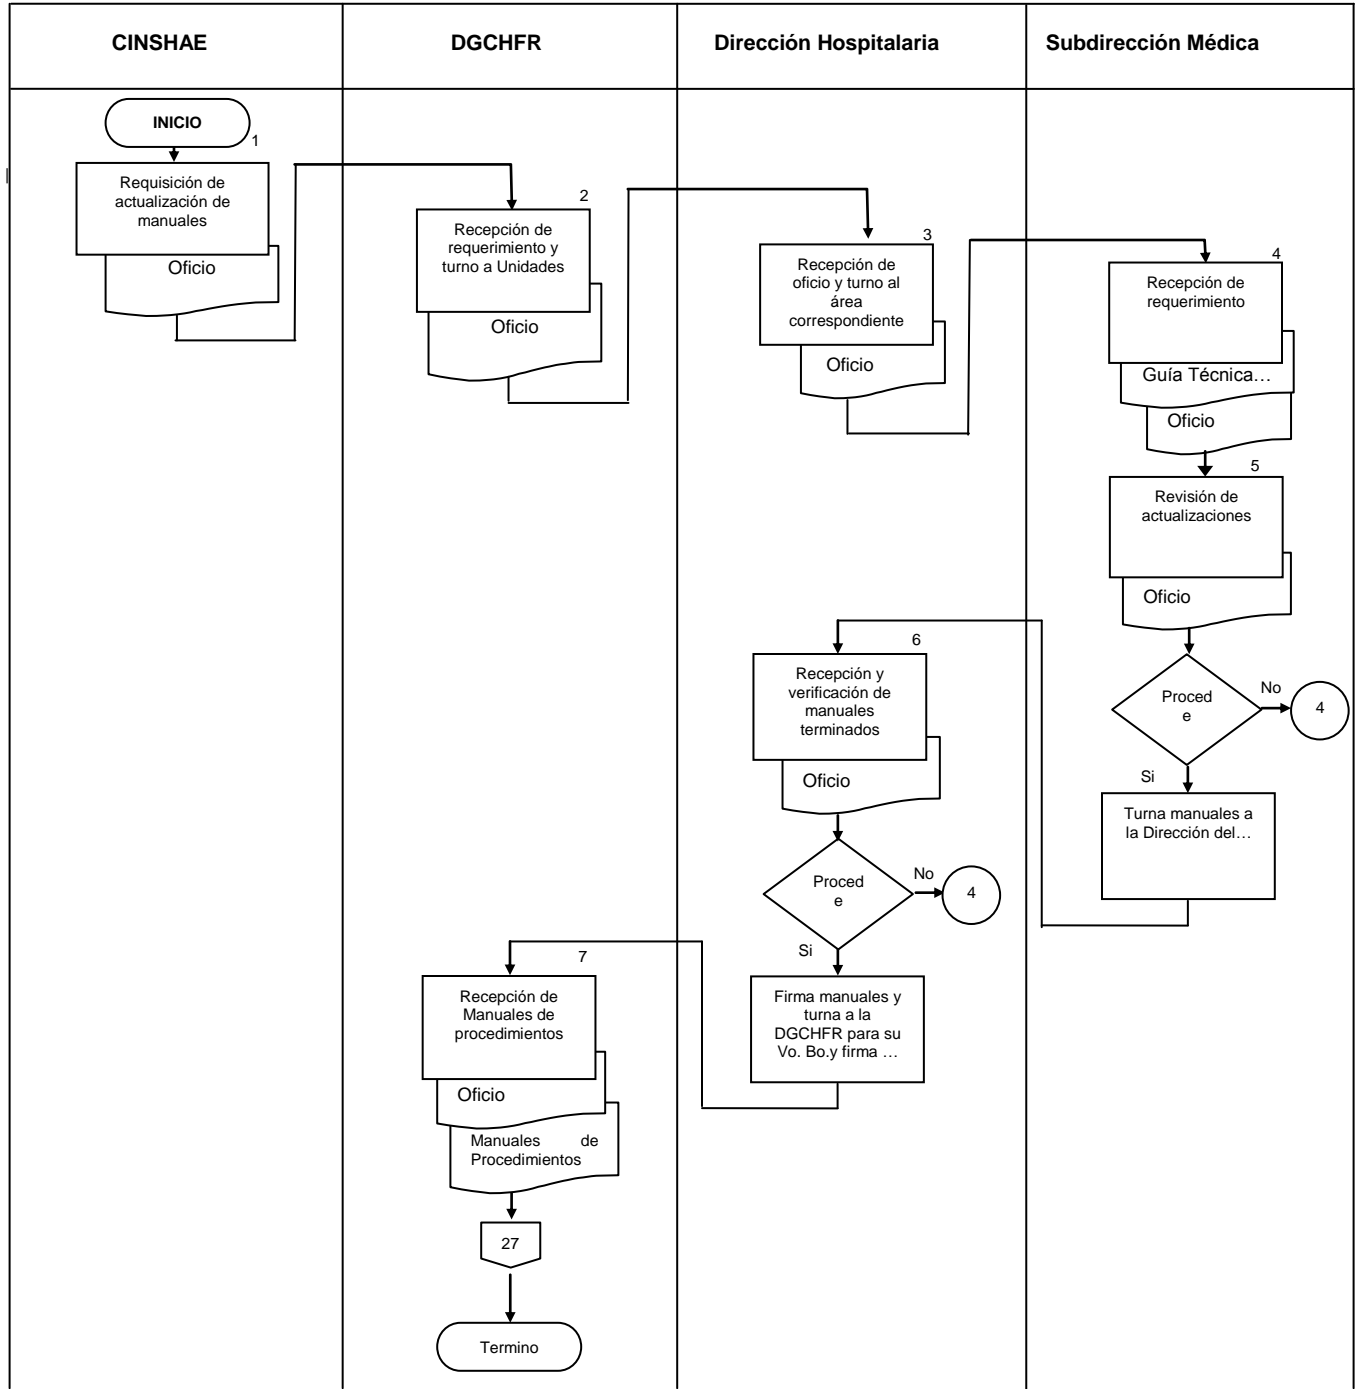 CINSHAE
DGCHFR
Dirección Hospitalaria
Subdirección Médica
INICIO
1
Requisición de
actualización de
manuales
Oficio
2
Recepción de
requerimiento y
turno a Unidades
Oficio
3
Recepción de
oficio y turno al
área
correspondiente
Oficio
4
Recepción de
requerimiento
Guía Técnica…
Oficio
5
Revisión de
actualizaciones
Oficio
Proced
e
No
4
Si
Turna manuales a
la Dirección del…
6
Recepción y
verificación de
manuales
terminados
Oficio
Proced
e
No
4
Si
Firma manuales y
turna a la
DGCHFR para su
Vo. Bo.y firma …
7
Recepción de
Manuales de
procedimientos
Oficio
Manuales de
Procedimientos
27
Termino